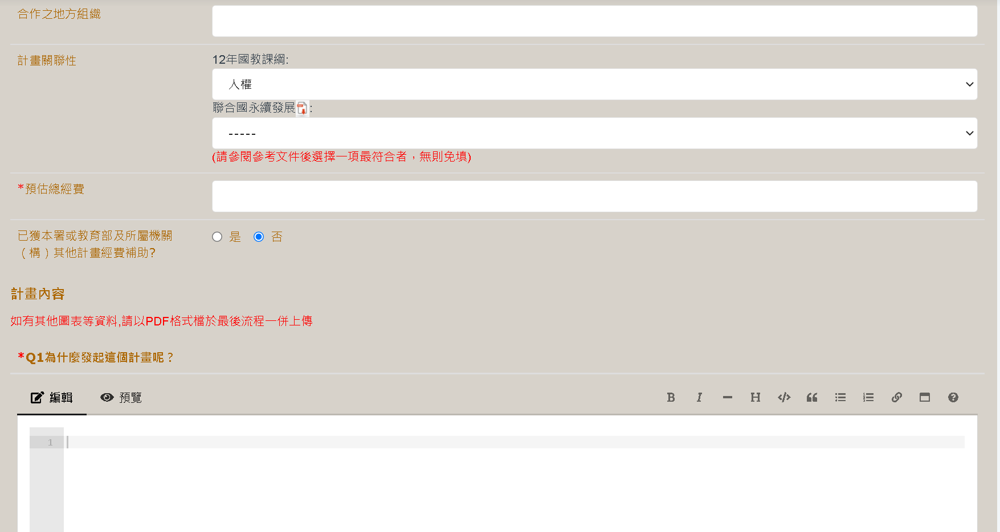 合作之地方組織
計畫關聯性
12年國教課綱:
人權
聯合國永續發展:
-----
(請參閱參考文件後選擇一項最符合者，無則免填)
*預估總經費
已獲本署或教育部及所屬機關
（構）其他計畫經費補助?
是 否
計畫內容
如有其他圖表等資料,請以PDF格式檔於最後流程一併上傳
*Q1為什麼發起這個計畫呢？
編輯 預覽
1